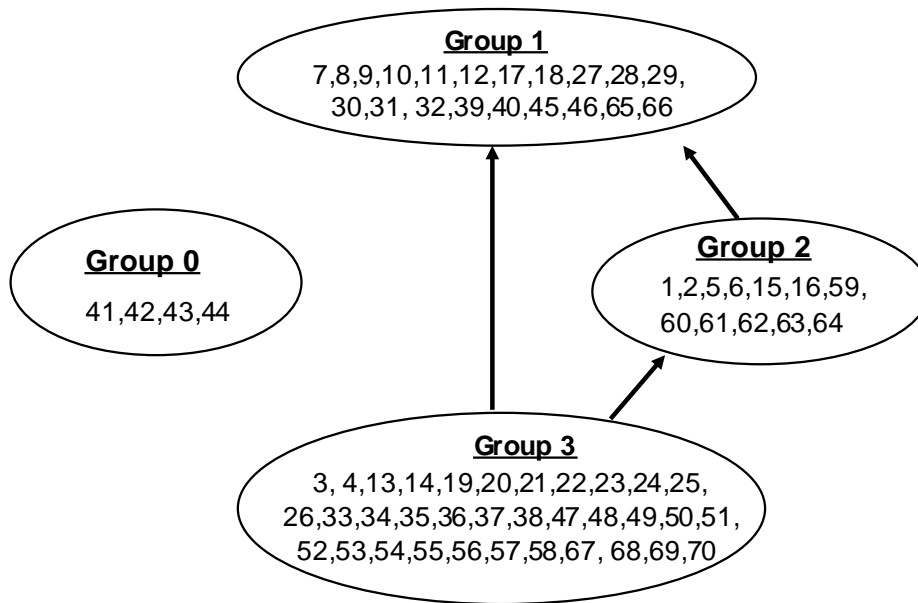 Group 1
7,8,9,10,11,12,17,18,27,28,29,
30,31, 32,39,40,45,46,65,66
Group 0
41,42,43,44
Group 2
1,2,5,6,15,16,59,
60,61,62,63,64
Group 3
3, 4,13,14,19,20,21,22,23,24,25,
26,33,34,35,36,37,38,47,48,49,50,51,
52,53,54,55,56,57,58,67, 68,69,70